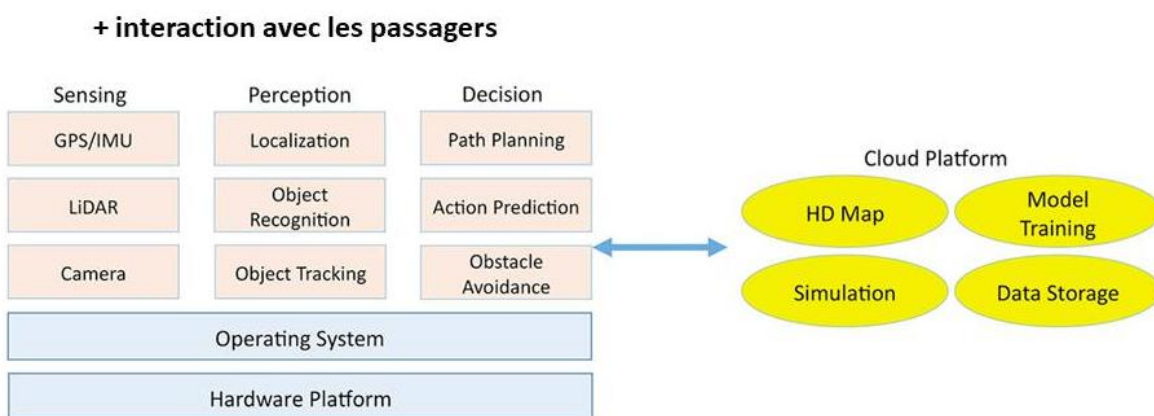 + interaction avec les passagers
Sensing
Perception
Decision
GPS/IMU
Localization
Path Planning
LiDAR
Object
Recognition
Action Prediction
Camera
Object Tracking
Obstacle
Avoidance
Operating System
Hardware Platform
Cloud Platform
HD Map
Model
Training
Simulation
Data Storage